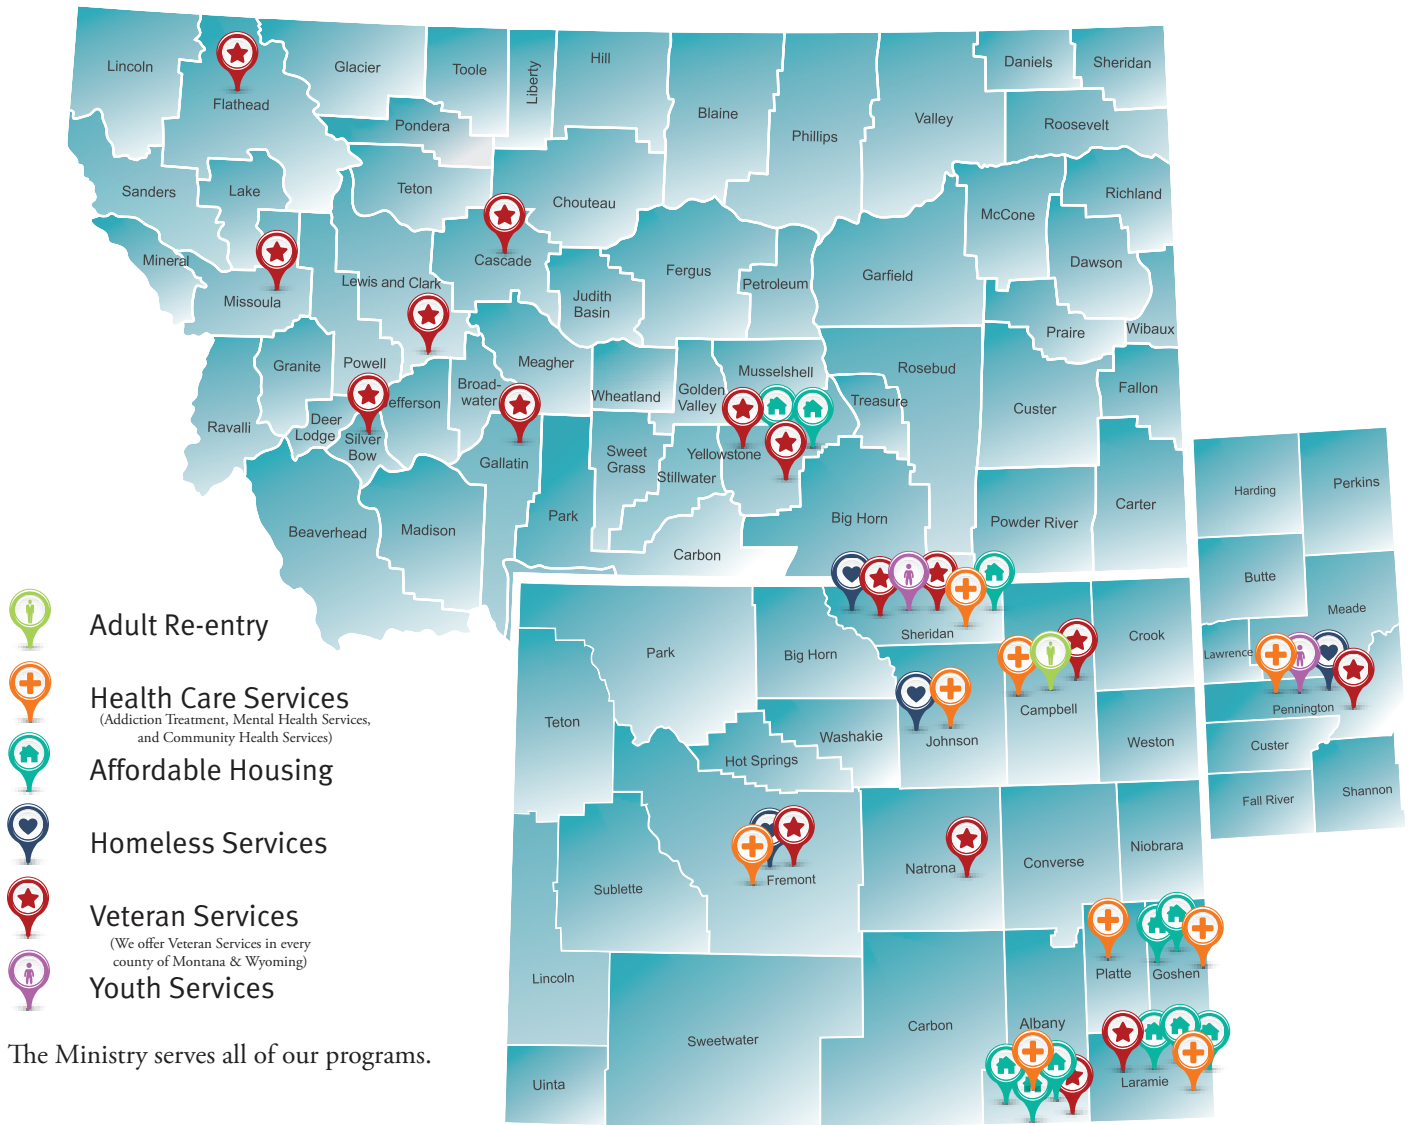 Lincoln
Flathead
Glacier
Toole
Liberty
Hill
Blaine
Phillips
Valley
Daniels
Sheridan
Roosevelt
Pondera
Sanders
Lake
Teton
Chouteau
McCone
Richland
Mineral
Missoula
Lewis and Clark
Cascade
Judith
Basin
Fergus
Petroleum
Garfield
Dawson
Praire
Wibaux
Granite
Powell
Meagher
Musselshell
Rosebud
Fallon
Ravalli
Deer
Lodge
Silver
Bow
Jefferson
Broad-
water
Wheatland
Golden
Valley
Treasure
Custer
Gallatin
Sweet
Grass
Stillwater
Yellowstone
Beaverhead
Madison
Park
Carbon
Big Horn
Powder River
Carter
Harding
Perkins
Butte
Meade
Lawrence
Pennington
Custer
Fall River
Shannon
Park
Big Horn
Sheridan
Crook
Teton
Hot Springs
Washakie
Johnson
Campbell
Weston
Sublette
Fremont
Natrona
Converse
Niobrara
Lincoln
Platte
Goshen
Sweetwater
Carbon
Albany
Uinta
Laramie
Adult Re-entry
Health Care Services
(Addiction Treatment, Mental Health Services,
and Community Health Services)
Affordable Housing
Homeless Services
Veteran Services
(We offer Veteran Services in every
county of Montana & Wyoming)
Youth Services
The Ministry serves all of our programs.